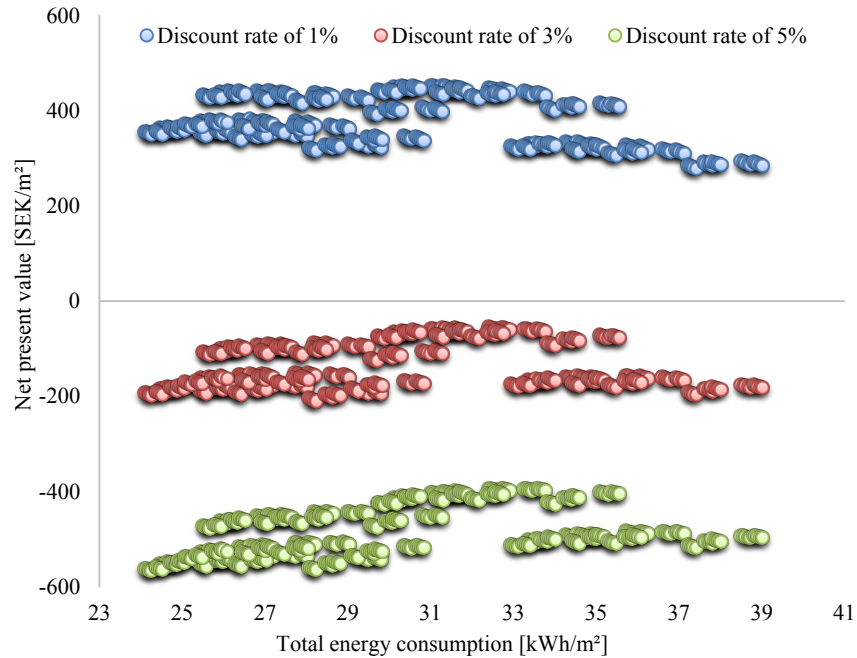 600
Discount rate of 1%
Discount rate of 3%
Discount rate of 5%
400
200
0
-200
-400
-600
Net present value [SEK/m²]
23 25 27 29 31 33 35 37 39 41
Total energy consumption [kWh/m²]